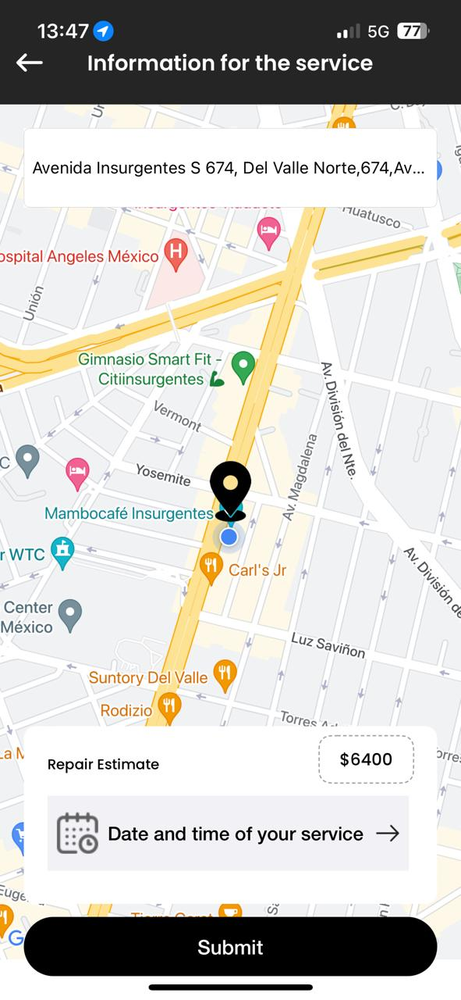 13:47
5G
77
Information for the service
Avenida Insurgentes S 674, Del Valle Norte,674,Av...
Huatusco
ospital Angeles México
H
Unión
Gimnasio Smart Fit -
Citiinsurgentes
Av. División del Nte.
Vermont
C
Yosemite
Av. Magdalena
Mambocafé Insurgentes
r WTC
Carl's Jr
Av. División de
Center
México
Luz Saviñon
Suntory Del Valle
Rodizio
La M
Repair Estimate
$6400
Date and time of your service
Euge
G
Submit